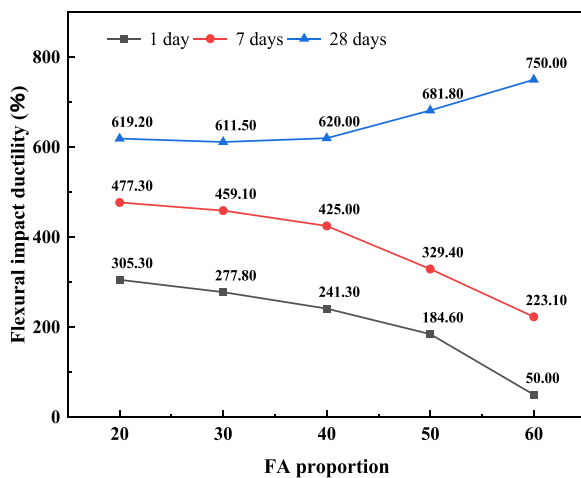 1 day 7 days 28 days
Flexural impact ductility (%)
800
600
400
200
0
619.20 611.50 620.00 681.80 750.00
477.30 459.10 425.00 329.40 223.10
305.30 277.80 241.30 184.60 50.00
20 30 40 50 60
FA proportion